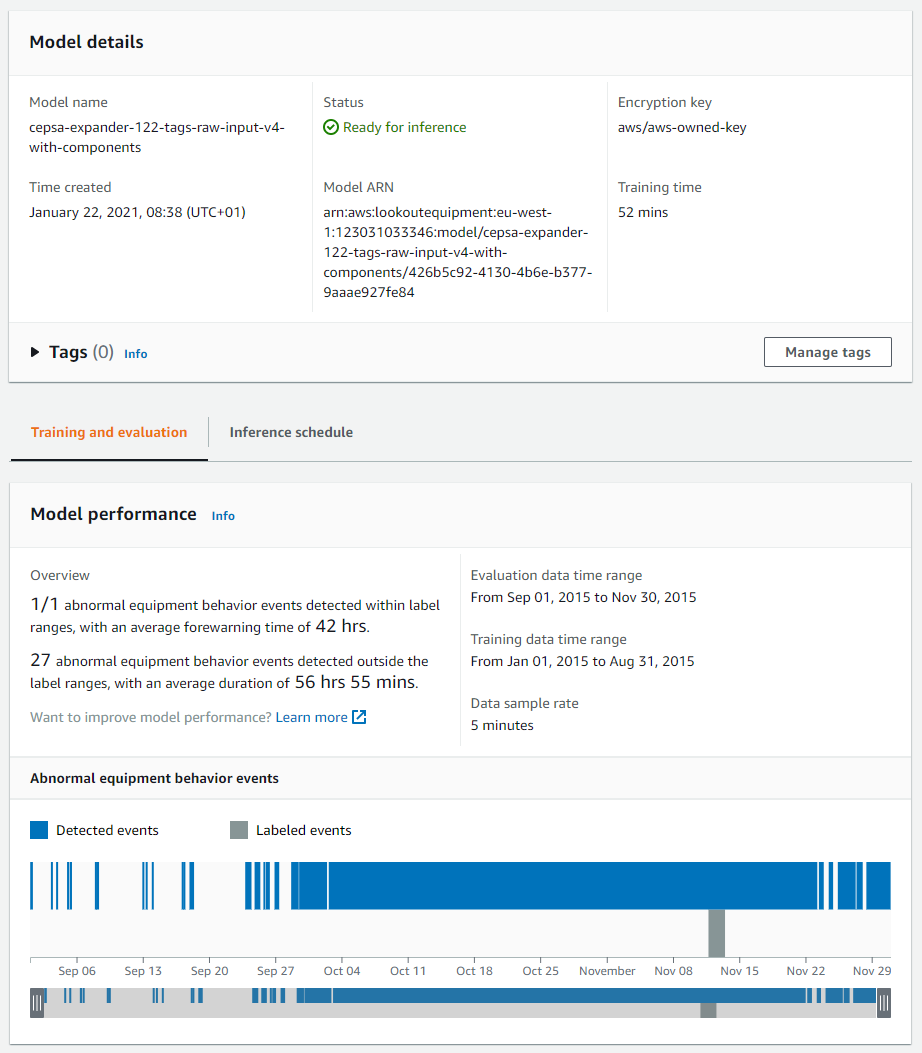 Model details
Model name
cepsa-expander-122-tags-raw-input-v4-
with-components
Status
Ready for inference
Encryption key
aws/aws-owned-key
Time created
January 22, 2021, 08:38 (UTC+01)
Model ARN
arn:aws:lookoutequipment:eu-west-
1:123031033346:model/cepsa-expander-
122-tags-raw-input-v4-with-
components/426b5c92-4130-4b6e-b377-
9aaae927fe84
Training time
52 mins
Tags (0) Info
Manage tags
Training and evaluation
Inference schedule
Model performance Info
Overview
1/1 abnormal equipment behavior events detected within label
ranges, with an average forewarning time of 42 hrs.
27 abnormal equipment behavior events detected outside the
label ranges, with an average duration of 56 hrs 55 mins.
Want to improve model performance? Learn more
Evaluation data time range
From Sep 01, 2015 to Nov 30, 2015
Training data time range
From Jan 01, 2015 to Aug 31, 2015
Data sample rate
5 minutes
Abnormal equipment behavior events
Detected events
Labeled events
Sep 06 Sep 13 Sep 20 Sep 27 Oct 04 Oct 11 Oct 18 Oct 25 November Nov 08 Nov 15 Nov 22 Nov 29